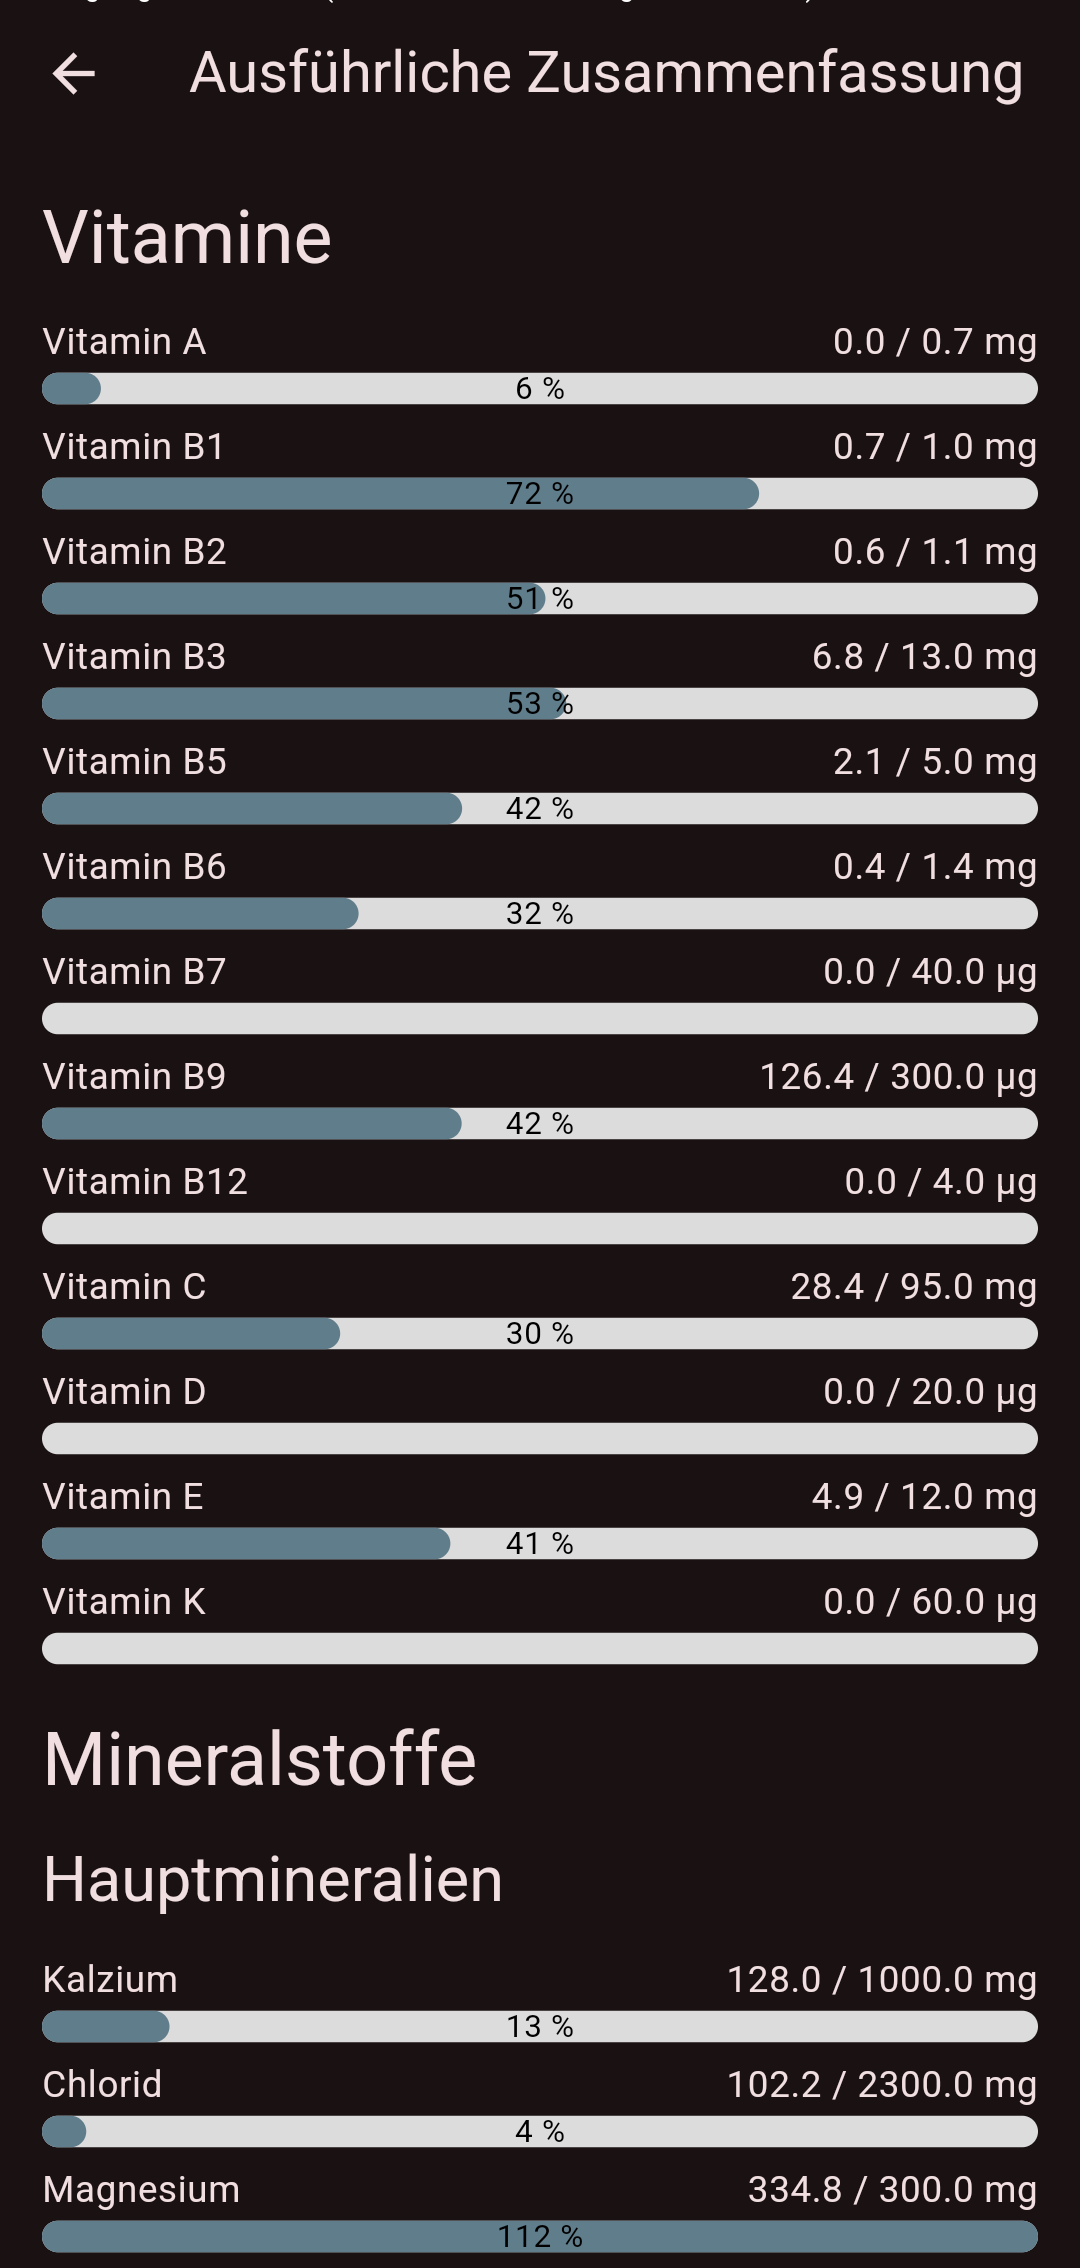 Ausführliche Zusammenfassung
Vitamine
Vitamin A 0.0 / 0.7 mg
6 %
Vitamin B1 0.7 / 1.0 mg
72 %
Vitamin B2 0.6 / 1.1 mg
51 %
Vitamin B3 6.8 / 13.0 mg
53 %
Vitamin B5 2.1 / 5.0 mg
42 %
Vitamin B6 0.4 / 1.4 mg
32 %
Vitamin B7 0.0 / 40.0 µg
Vitamin B9 126.4 / 300.0 µg
42 %
Vitamin B12 0.0 / 4.0 µg
Vitamin C 28.4 / 95.0 mg
30 %
Vitamin D 0.0 / 20.0 µg
Vitamin E 4.9 / 12.0 mg
41 %
Vitamin K 0.0 / 60.0 µg
Mineralstoffe
Hauptmineralien
Kalzium 128.0 / 1000.0 mg
13 %
Chlorid 102.2 / 2300.0 mg
4 %
Magnesium 334.8 / 300.0 mg
112 %